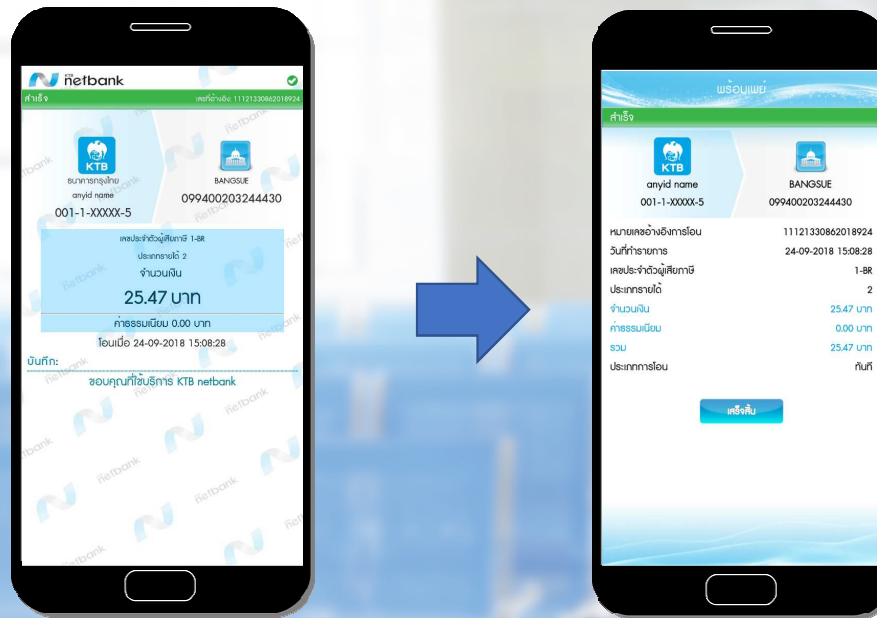 KTB netbank
สำเร็จ
เลขที่อ้างอิง: 11121330862018924
KTB
ธนาคารกรุงไทย
anyid name
001-1-XXXXX-5
BANGSUE
099400203244430
เลขประจำตัวผู้เสียภาษี 1-BR
ประเภทรายได้ 2
จำนวนเงิน
25.47 บาท
ค่าธรรมเนียม 0.00 บาท
โอนเมื่อ 24-09-2018 15:08:28
บันทึก:
ขอบคุณที่ใช้บริการ KTB netbank
พร้อมเพย์
สำเร็จ
KTB
anyid name
001-1-XXXXX-5
BANGSUE
099400203244430
หมายเลขอ้างอิงการโอน 11121330862018924
วันที่ทำรายการ 24-09-2018 15:08:28
เลขประจำตัวผู้เสียภาษี 1-BR
ประเภทรายได้ 2
จำนวนเงิน 25.47 บาท
ค่าธรรมเนียม 0.00 บาท
รวม 25.47 บาท
ประเภทการโอน ทันที
เสร็จสิ้น